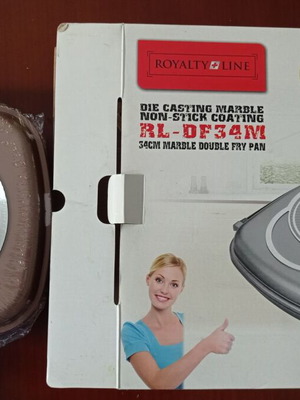 ROYALTY LINE
DIE CASTING MARBLE
NON-STICK COATING
RL-DF34M
34CM MARBLE DOUBLE FRY PAN